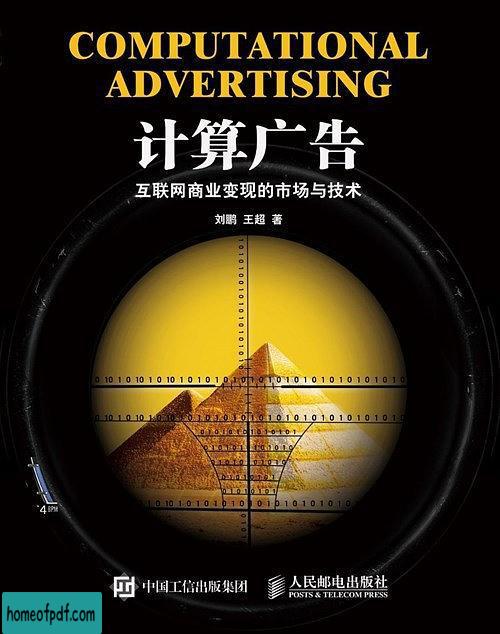 COMPUTATIONAL
ADVERTISING
计算广告
互联网商业变现的市场与技术
刘鹏 王超 著
4 BPM
中国工信出版集团
人民邮电出版社
POSTS & TELECOM PRESS
homeofpdf.com